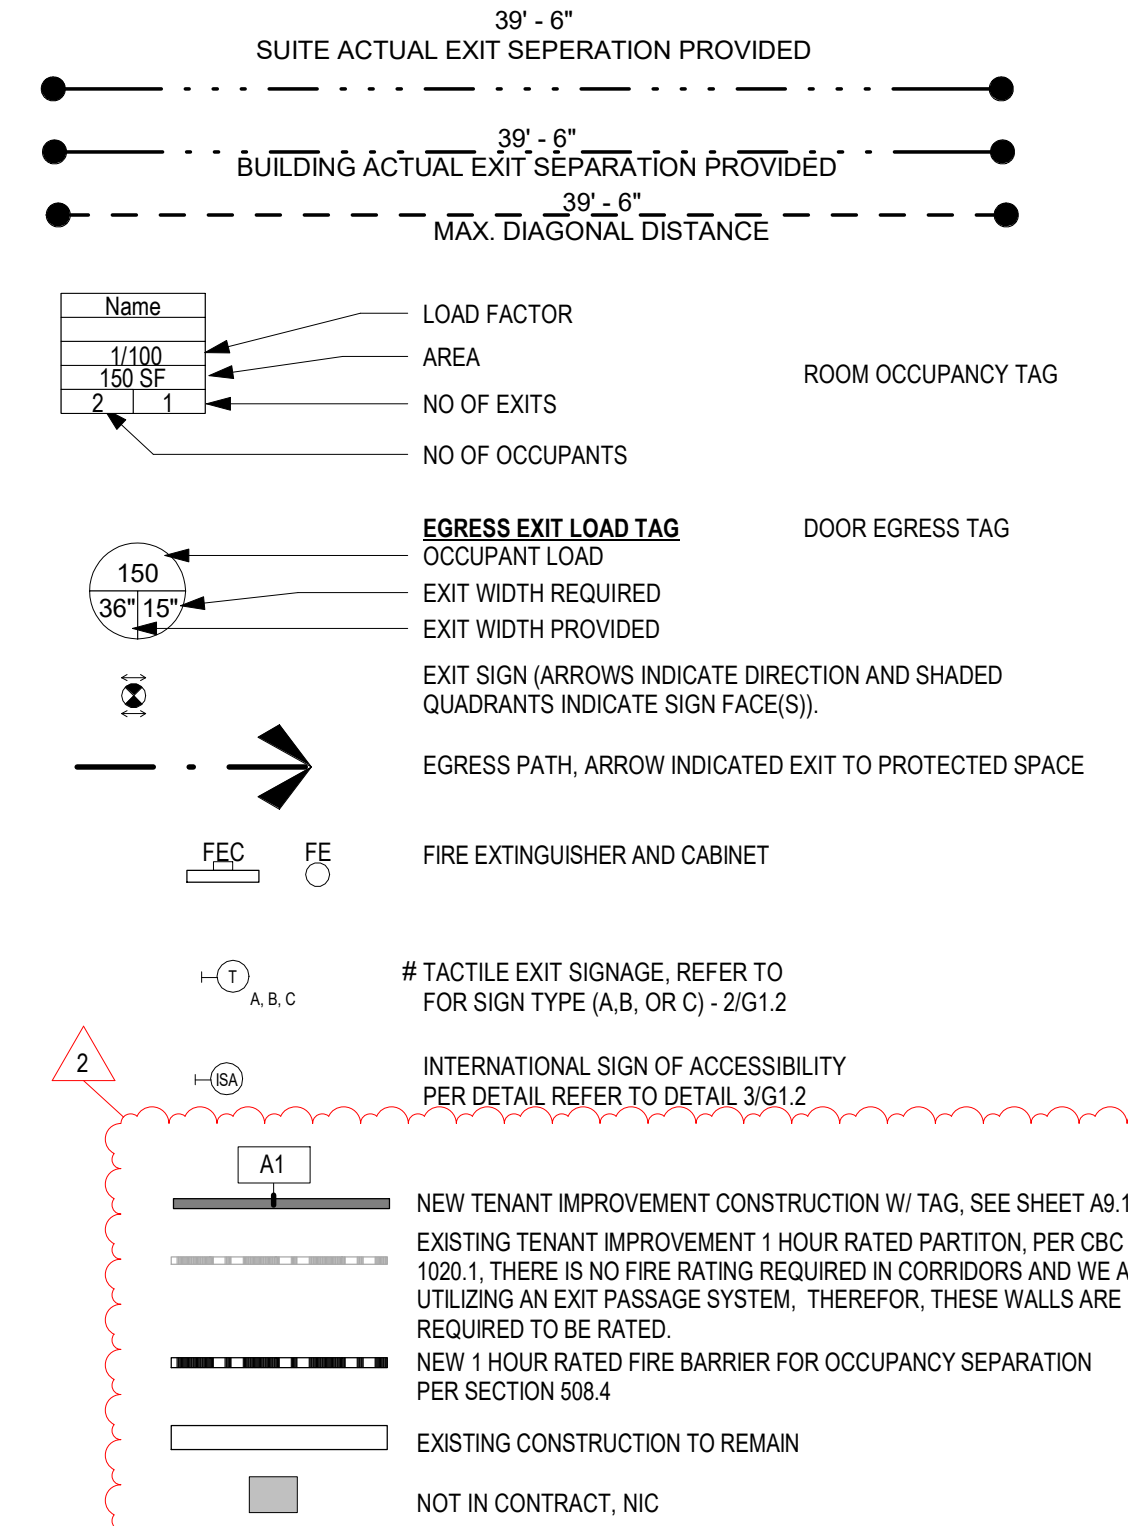 39' - 6"
SUITE ACTUAL EXIT SEPERATION PROVIDED
39' - 6"
BUILDING ACTUAL EXIT SEPARATION PROVIDED
39' - 6"
MAX. DIAGONAL DISTANCE
Name
1/100
150 SF
2 1
LOAD FACTOR
AREA
NO OF EXITS
NO OF OCCUPANTS
ROOM OCCUPANCY TAG
EGRESS EXIT LOAD TAG
DOOR EGRESS TAG
150
36" 15"
OCCUPANT LOAD
EXIT WIDTH REQUIRED
EXIT WIDTH PROVIDED
EXIT SIGN (ARROWS INDICATE DIRECTION AND SHADED
QUADRANTS INDICATE SIGN FACE(S)).
EGRESS PATH, ARROW INDICATED EXIT TO PROTECTED SPACE
FEC FE
FIRE EXTINGUISHER AND CABINET
T
A, B, C
# TACTILE EXIT SIGNAGE, REFER TO
FOR SIGN TYPE (A,B, OR C) - 2/G1.2
2
ISA
INTERNATIONAL SIGN OF ACCESSIBILITY
PER DETAIL REFER TO DETAIL 3/G1.2
A1
NEW TENANT IMPROVEMENT CONSTRUCTION W/ TAG, SEE SHEET A9.1
EXISTING TENANT IMPROVEMENT 1 HOUR RATED PARTITON, PER CBC
1020.1, THERE IS NO FIRE RATING REQUIRED IN CORRIDORS AND WE A
UTILIZING AN EXIT PASSAGE SYSTEM, THEREFOR, THESE WALLS ARE
REQUIRED TO BE RATED.
NEW 1 HOUR RATED FIRE BARRIER FOR OCCUPANCY SEPARATION
PER SECTION 508.4
EXISTING CONSTRUCTION TO REMAIN
NOT IN CONTRACT, NIC